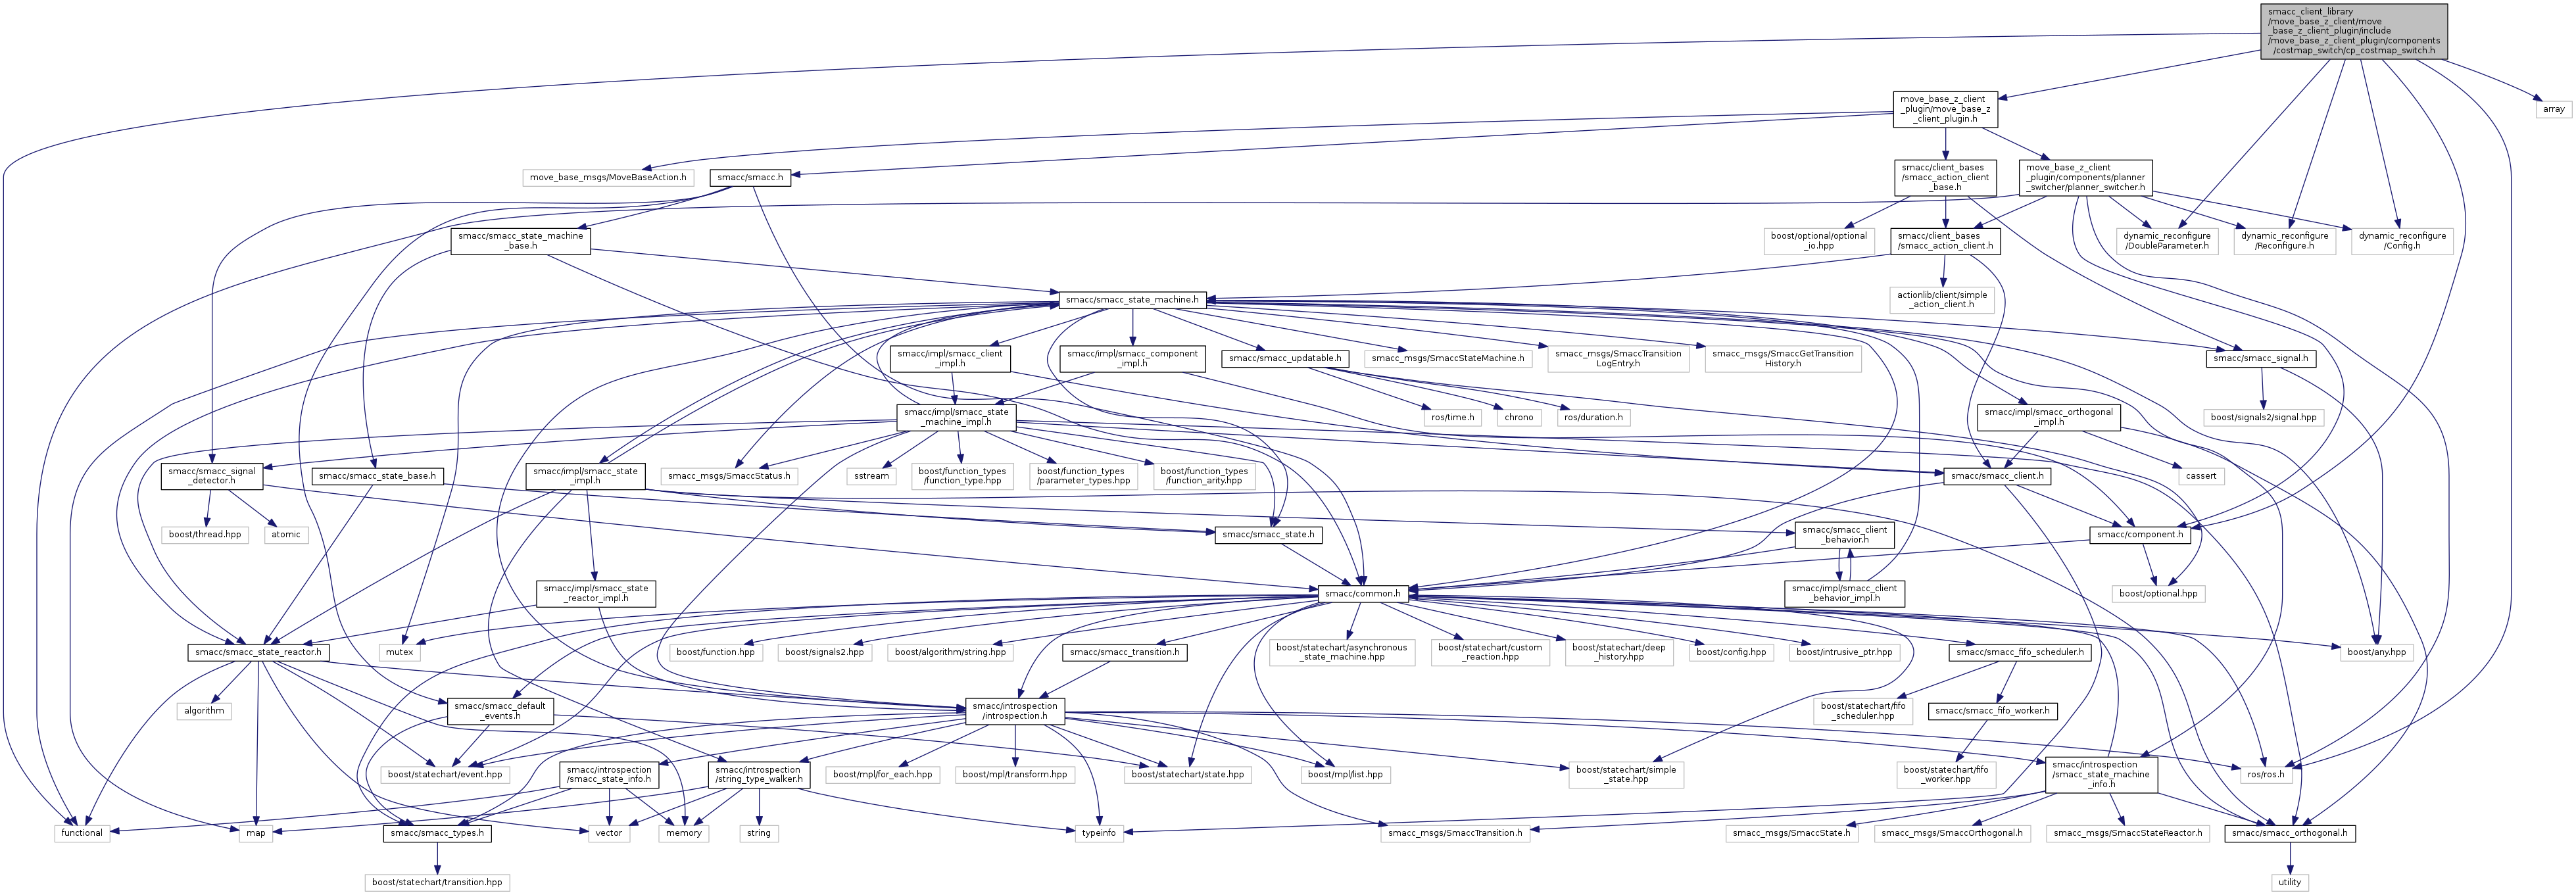 smacc_client_library
/move_base_z_client/move
_base_z_client_plugin/include
/move_base_z_client_plugin/components
/costmap_switch/cp_costmap_switch.h
move_base_z_client
_plugin/move_base_z
_client_plugin.h
array
move_base_msgs/MoveBaseAction.h
smacc/smacc.h
smacc/client_bases
/smacc_action_client
_base.h
move_base_z_client
_plugin/components/planner
_switcher/planner_switcher.h
smacc/smacc_state_machine
_base.h
boost/optional/optional
_io.hpp
smacc/client_bases
/smacc_action_client.h
dynamic_reconfigure
/DoubleParameter.h
dynamic_reconfigure
/Reconfigure.h
dynamic_reconfigure
/Config.h
smacc/smacc_state_machine.h
actionlib/client/simple
_action_client.h
smacc/impl/smacc_client
_impl.h
smacc/impl/smacc_component
_impl.h
smacc/smacc_updatable.h
smacc_msgs/SmaccStateMachine.h
smacc_msgs/SmaccTransition
LogEntry.h
smacc_msgs/SmaccGetTransition
History.h
smacc/smacc_signal.h
smacc/impl/smacc_state
_machine_impl.h
ros/time.h
chrono
ros/duration.h
smacc/impl/smacc_orthogonal
_impl.h
boost/signals2/signal.hpp
smacc/smacc_signal
_detector.h
smacc/smacc_state_base.h
smacc/impl/smacc_state
_impl.h
smacc_msgs/SmaccStatus.h
sstream
boost/function_types
/function_type.hpp
boost/function_types
/parameter_types.hpp
boost/function_types
/function_arity.hpp
smacc/smacc_client.h
cassert
boost/thread.hpp
atomic
smacc/smacc_state.h
smacc/smacc_client
_behavior.h
smacc/component.h
smacc/impl/smacc_state
_reactor_impl.h
smacc/common.h
smacc/impl/smacc_client
_behavior_impl.h
boost/optional.hpp
smacc/smacc_state_reactor.h
mutex
boost/function.hpp
boost/signals2.hpp
boost/algorithm/string.hpp
smacc/smacc_transition.h
boost/statechart/asynchronous
_state_machine.hpp
boost/statechart/custom
_reaction.hpp
boost/statechart/deep
_history.hpp
boost/config.hpp
boost/intrusive_ptr.hpp
smacc/smacc_fifo_scheduler.h
boost/any.hpp
algorithm
smacc/smacc_default
_events.h
smacc/introspection
/introspection.h
boost/statechart/fifo
_scheduler.hpp
smacc/smacc_fifo_worker.h
boost/statechart/event.hpp
smacc/introspection
/smacc_state_info.h
smacc/introspection
/string_type_walker.h
boost/mpl/for_each.hpp
boost/mpl/transform.hpp
boost/statechart/state.hpp
boost/mpl/list.hpp
boost/statechart/simple
_state.hpp
boost/statechart/fifo
_worker.hpp
smacc/introspection
/smacc_state_machine
_info.h
ros/ros.h
functional
map
smacc/smacc_types.h
vector
memory
string
typeinfo
smacc_msgs/SmaccTransition.h
smacc_msgs/SmaccState.h
smacc_msgs/SmaccOrthogonal.h
smacc_msgs/SmaccStateReactor.h
smacc/smacc_orthogonal.h
boost/statechart/transition.hpp
utility